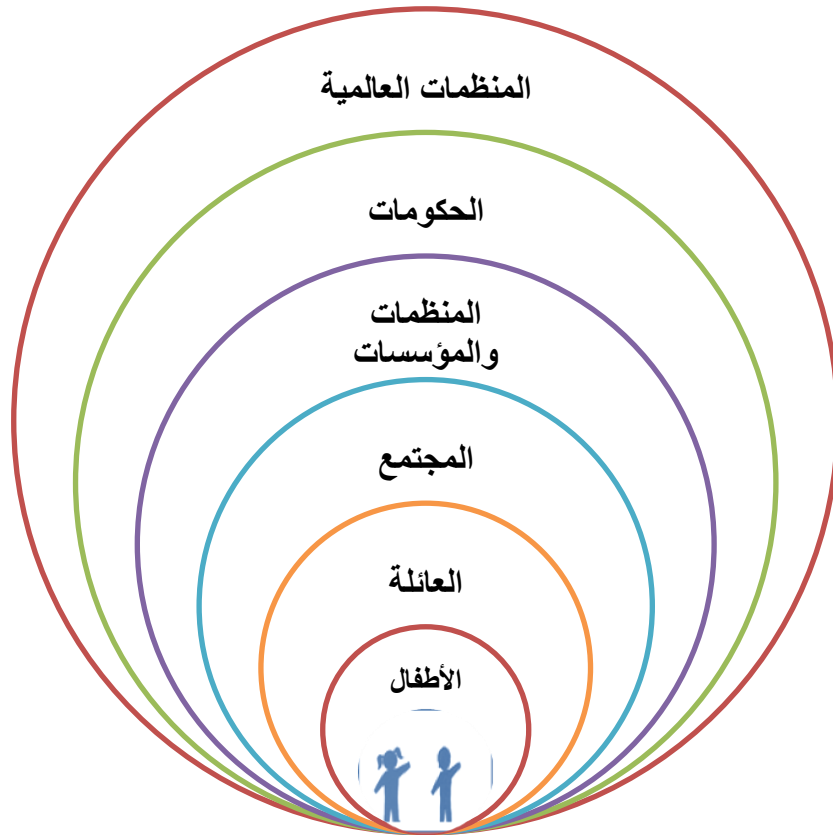 المنظمات العالمية
الحكومات
المنظمات
والمؤسسات
المجتمع
العائلة
الأطفال